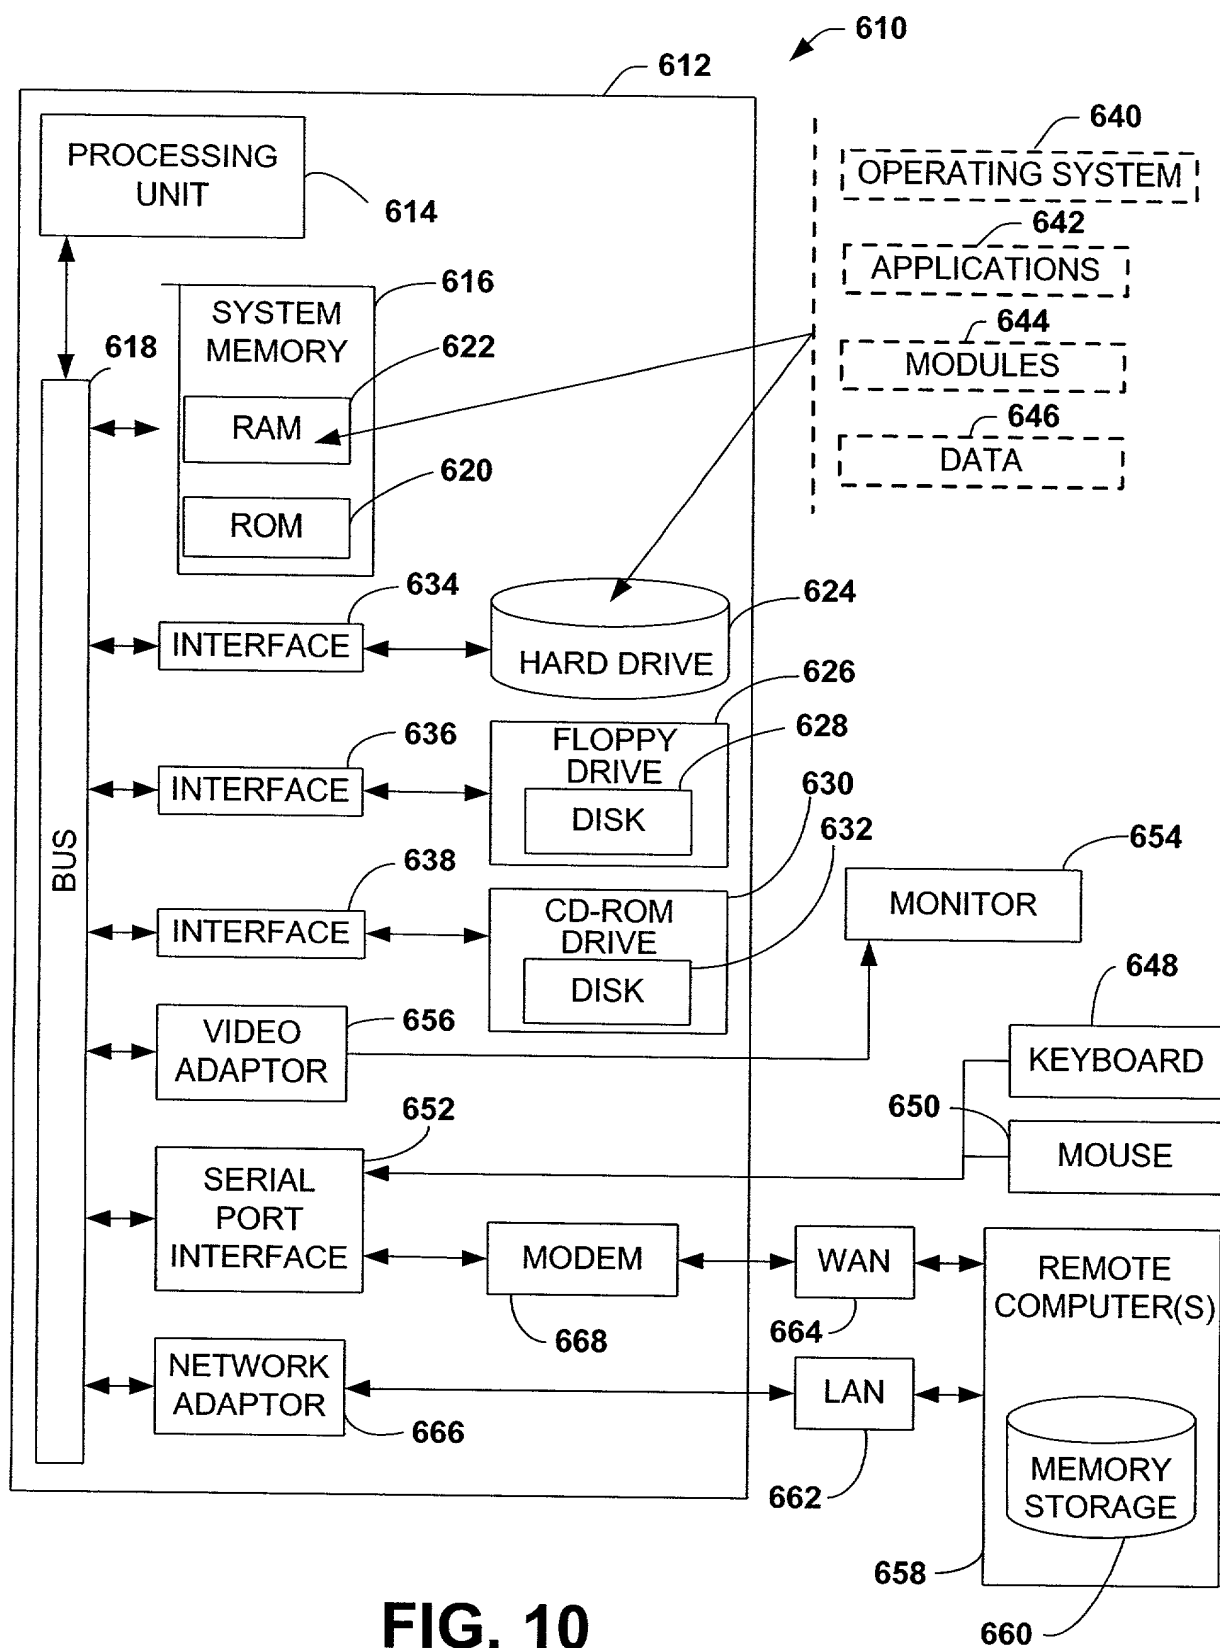 610
612
PROCESSING
UNIT
614
640
OPERATING SYSTEM
642
APPLICATIONS
644
MODULES
646
DATA
616
SYSTEM
MEMORY
618
622
RAM
620
ROM
634
INTERFACE
624
HARD DRIVE
626
636
INTERFACE
FLOPPY
DRIVE
628
DISK
630
632
638
INTERFACE
CD-ROM
DRIVE
DISK
BUS
654
MONITOR
648
KEYBOARD
650
MOUSE
656
VIDEO
ADAPTOR
652
SERIAL
PORT
INTERFACE
MODEM
668
WAN
664
REMOTE
COMPUTER(S)
NETWORK
ADAPTOR
666
LAN
662
MEMORY
STORAGE
658
660
FIG. 10